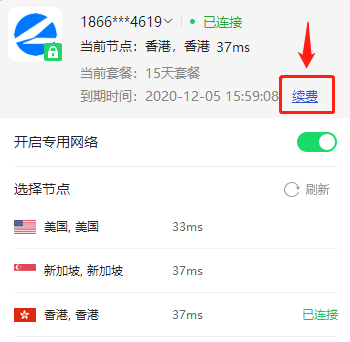 1866***4619 已连接
当前节点：香港，香港 37ms
当前套餐：15天套餐
到期时间：2020-12-05 15:59:08 续费
开启专用网络
选择节点 刷新
美国, 美国 33ms
新加坡, 新加坡 37ms
香港, 香港 37ms 已连接